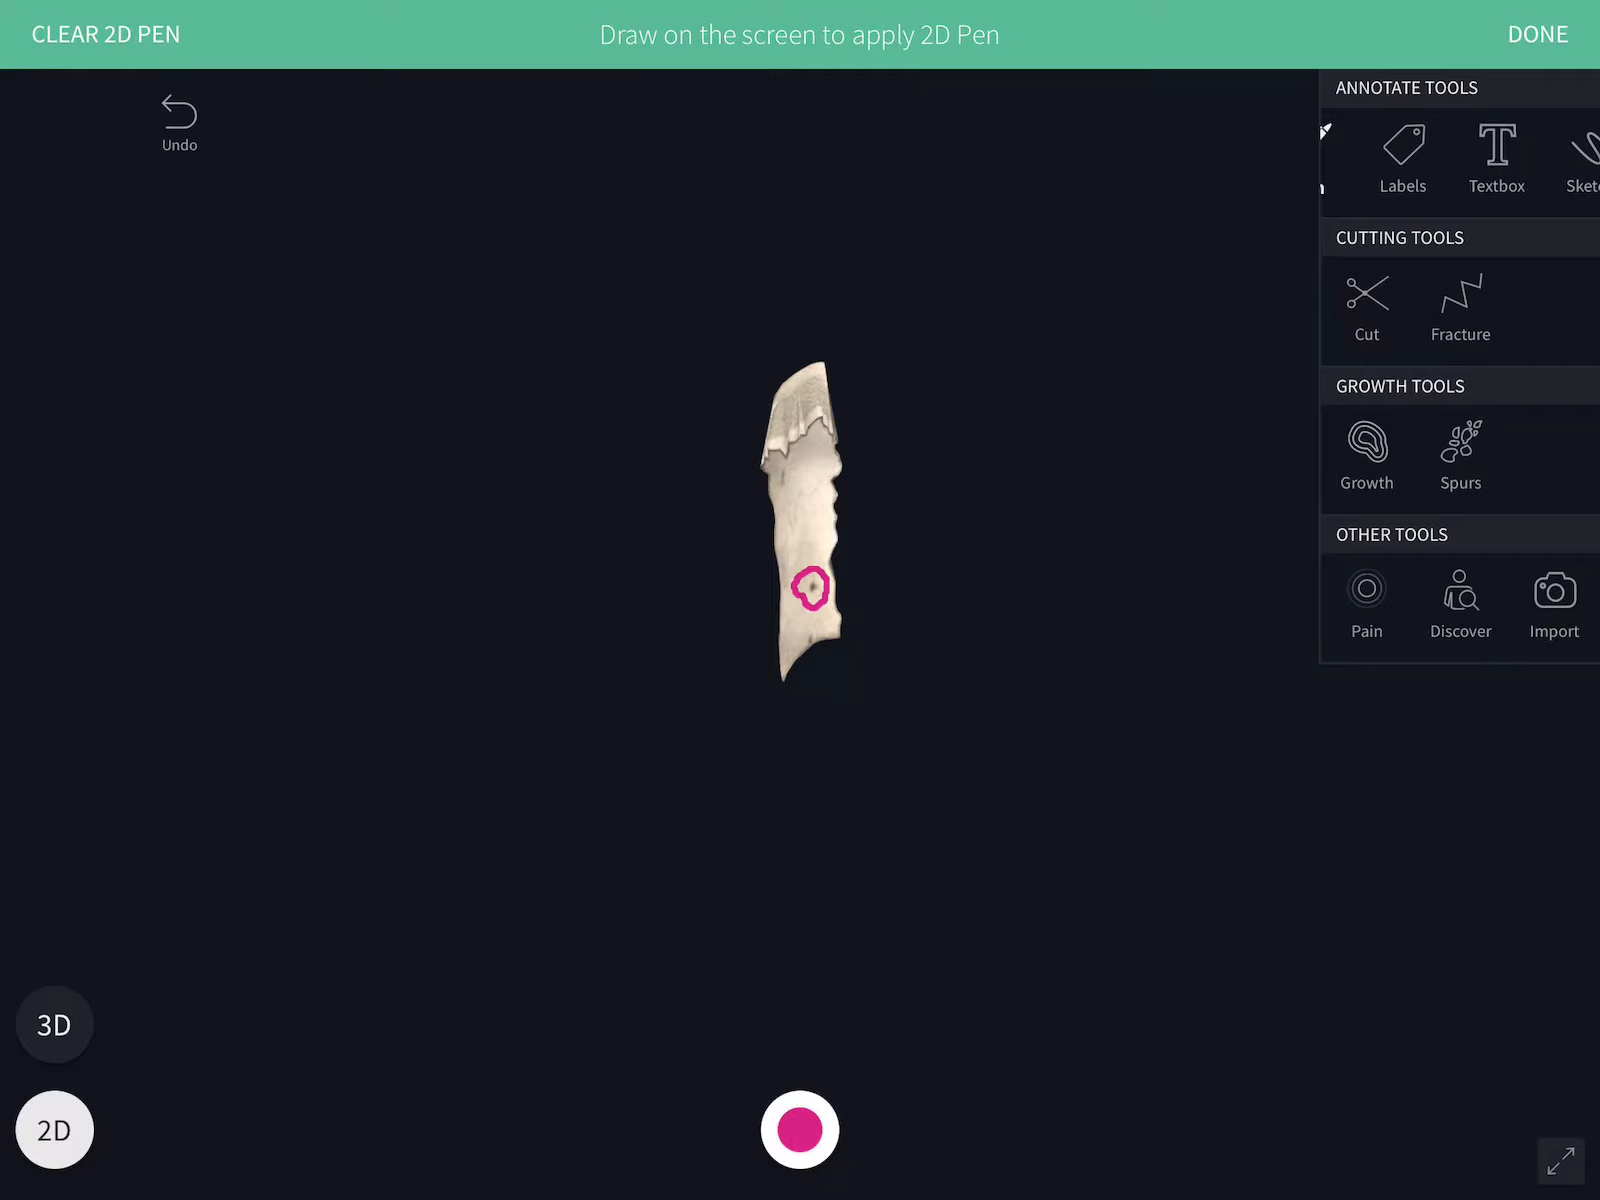 CLEAR 2D PEN
Draw on the screen to apply 2D Pen
DONE
Undo
ANNOTATE TOOLS
Labels
Textbox
CUTTING TOOLS
Cut
Fracture
GROWTH TOOLS
Growth
Spurs
OTHER TOOLS
Pain
Discover
Import
3D
2D